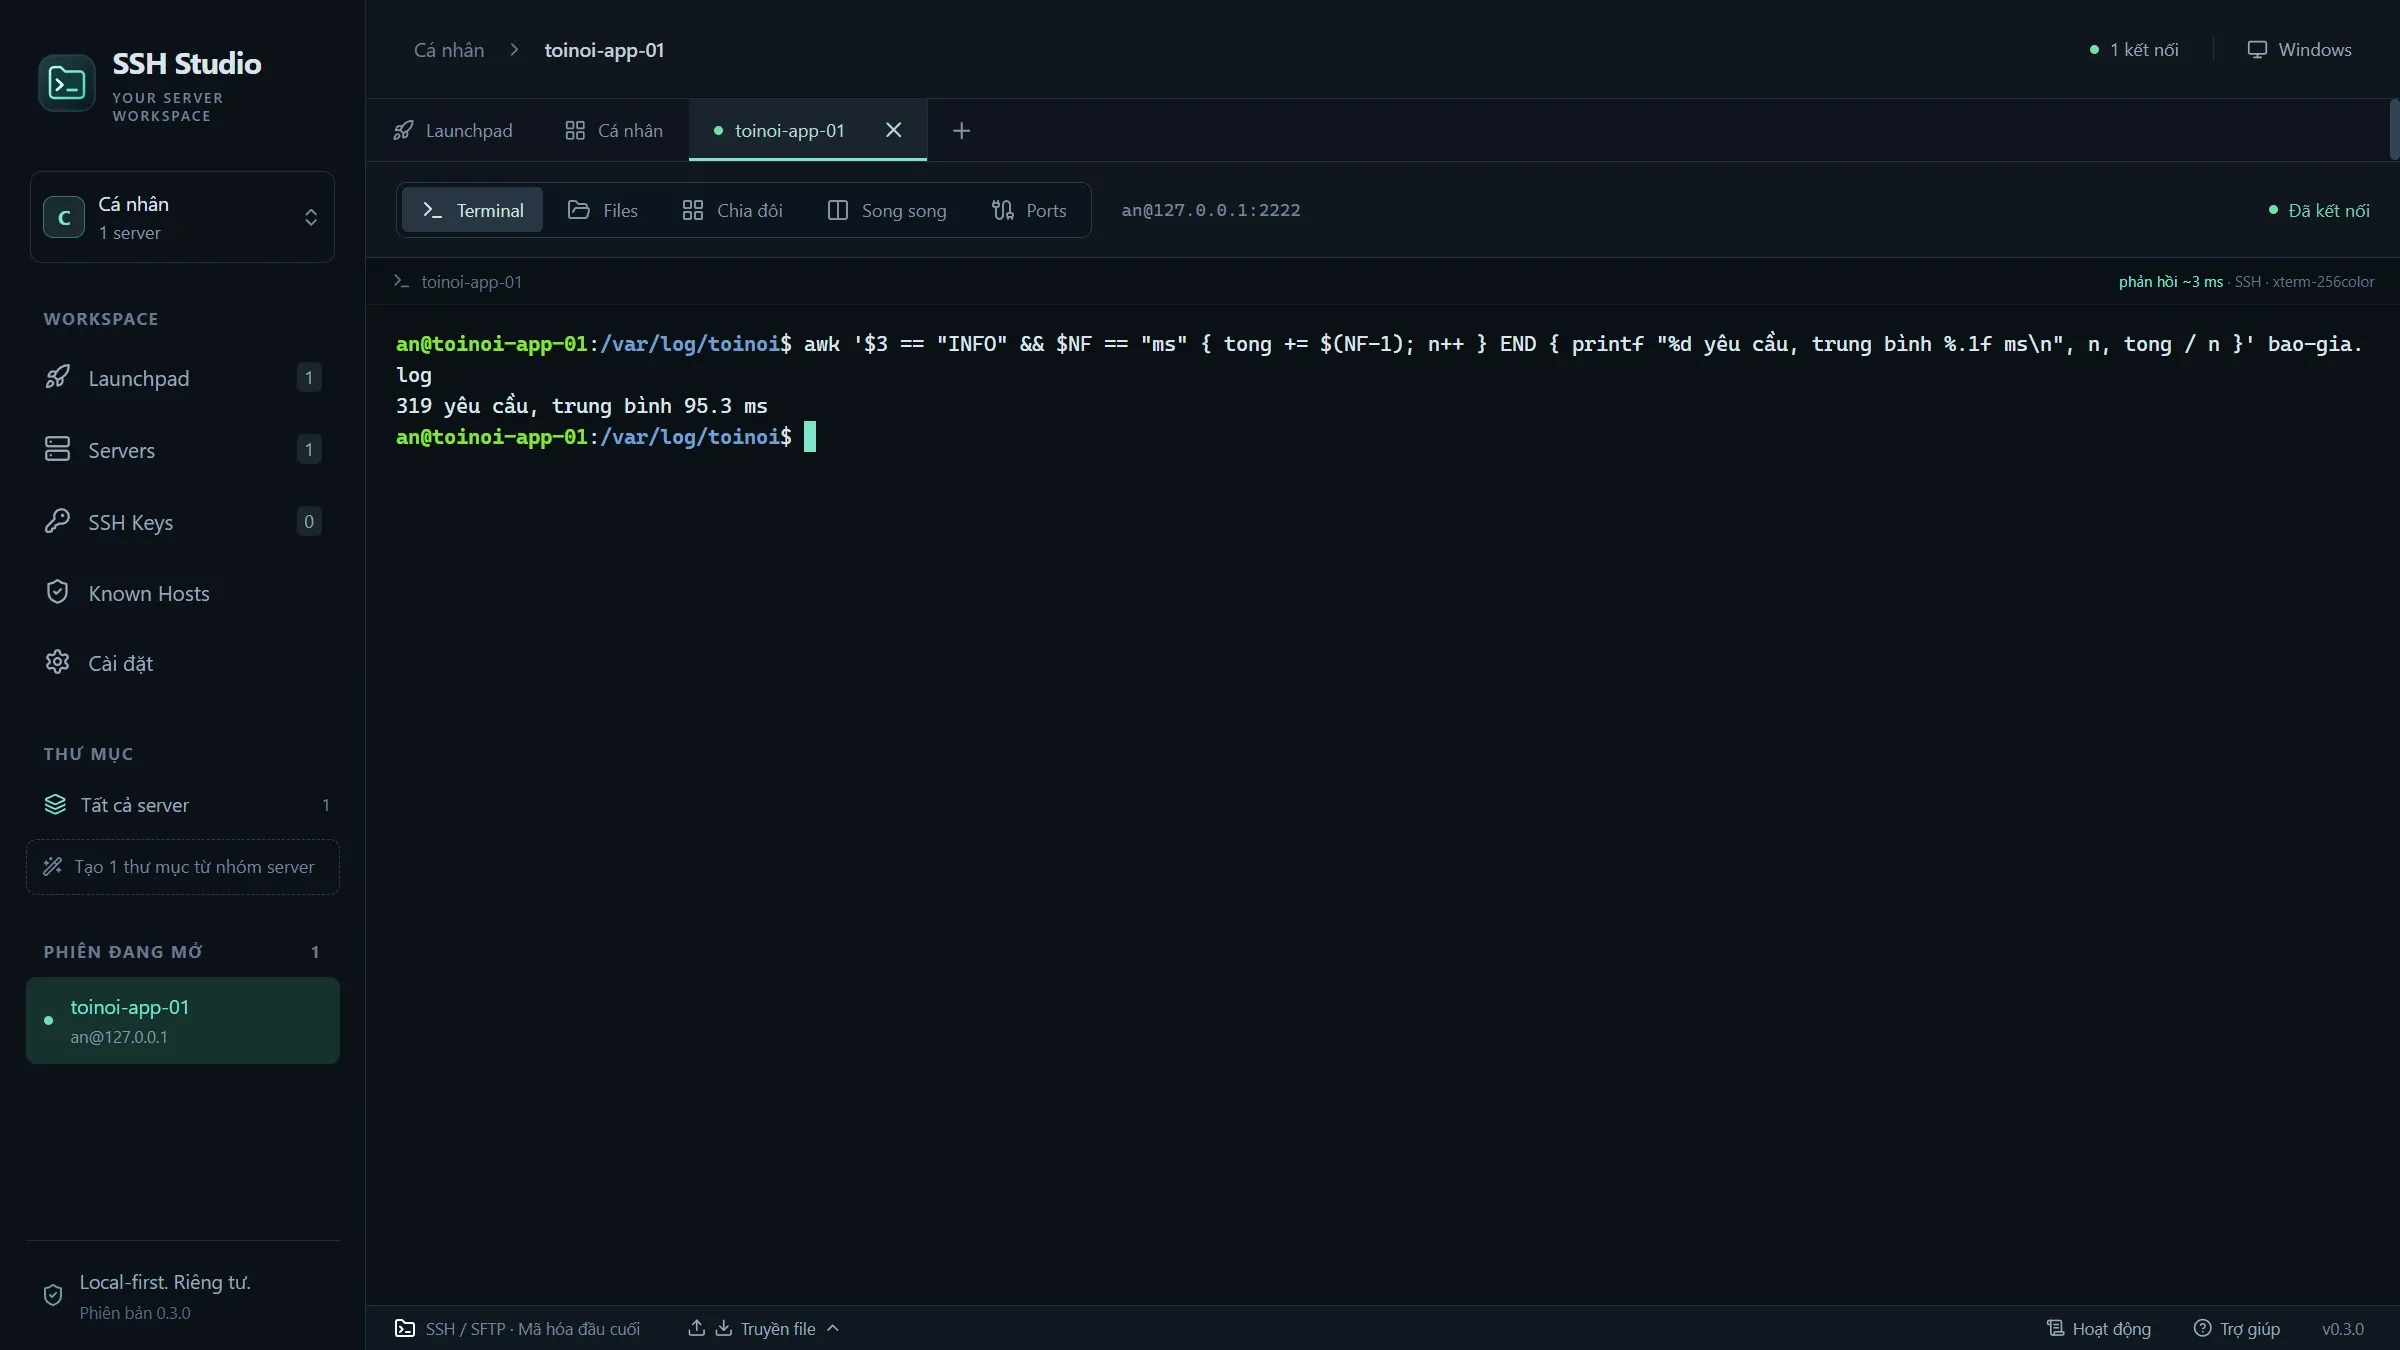 SSH Studio
YOUR SERVER
WORKSPACE
C
Cá nhân
1 server
WORKSPACE
Launchpad 1
Servers 1
SSH Keys 0
Known Hosts
Cài đặt
THƯ MỤC
Tất cả server 1
Tạo 1 thư mục từ nhóm server
PHIÊN ĐANG MỞ 1
toinoi-app-01
an@127.0.0.1
Local-first. Riêng tư.
Phiên bản 0.3.0
Cá nhân > toinoi-app-01
1 kết nối
Windows
Launchpad
Cá nhân
toinoi-app-01
Terminal
Files
Chia đôi
Song song
Ports
an@127.0.0.1:2222
Đã kết nối
toinoi-app-01
phản hồi ~3 ms · SSH · xterm-256color
an@toinoi-app-01:/var/log/toinoi$ awk '$3 == "INFO" && $NF == "ms" { tong += $(NF-1); n++ } END { printf "%d yêu cầu, trung bình %.1f ms\n", n, tong / n }' bao-gia.
log
319 yêu cầu, trung bình 95.3 ms
an@toinoi-app-01:/var/log/toinoi$
SSH / SFTP · Mã hóa đầu cuối
Truyền file
Hoạt động
Trợ giúp
v0.3.0